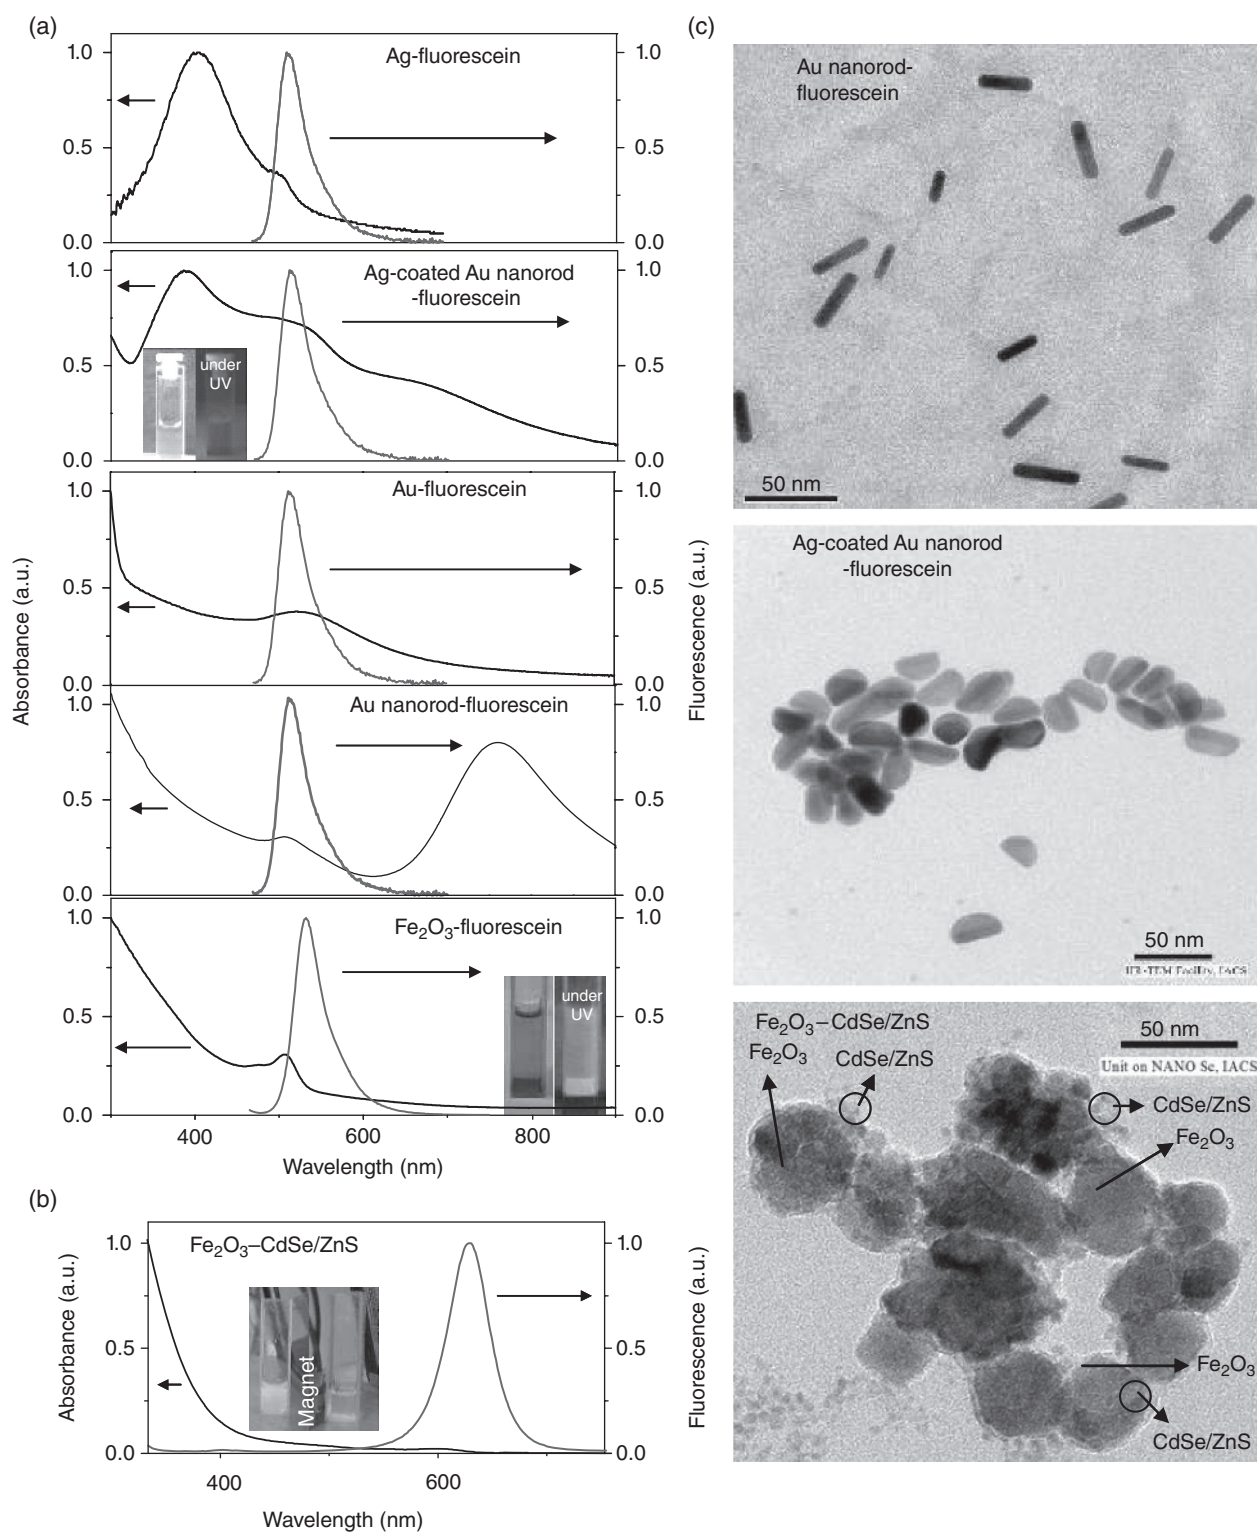 (a)
Ag-fluorescein
1.0
1.0
0.5
0.5
0.0
0.0
Ag-coated Au nanorod
-fluorescein
1.0
1.0
under
UV
0.5
0.5
0.0
0.0
Au-fluorescein
1.0
1.0
0.5
0.5
0.0
0.0
Au nanorod-fluorescein
1.0
1.0
0.5
0.5
0.0
0.0
Fe₂O₃-fluorescein
1.0
1.0
under
UV
0.5
0.5
0.0
0.0
400
600
800
Wavelength (nm)
Absorbance (a.u.)
Fluorescence (a.u.)
(b)
Fe₂O₃–CdSe/ZnS
1.0
1.0
Magnet
0.5
0.5
0.0
0.0
400
600
Wavelength (nm)
Absorbance (a.u.)
Fluorescence (a.u.)
(c)
Au nanorod-
fluorescein
50 nm
Ag-coated Au nanorod
-fluorescein
50 nm
Fe₂O₃–CdSe/ZnS
50 nm
Unit on NANO Sc, IACS
Fe₂O₃
CdSe/ZnS
CdSe/ZnS
Fe₂O₃
Fe₂O₃
CdSe/ZnS